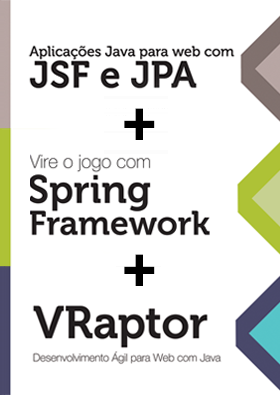 Aplicações Java para web com
JSF e JPA
+
Vire o jogo com
Spring
Framework
+
VRaptor
Desenvolvimento Ágil para Web com Java